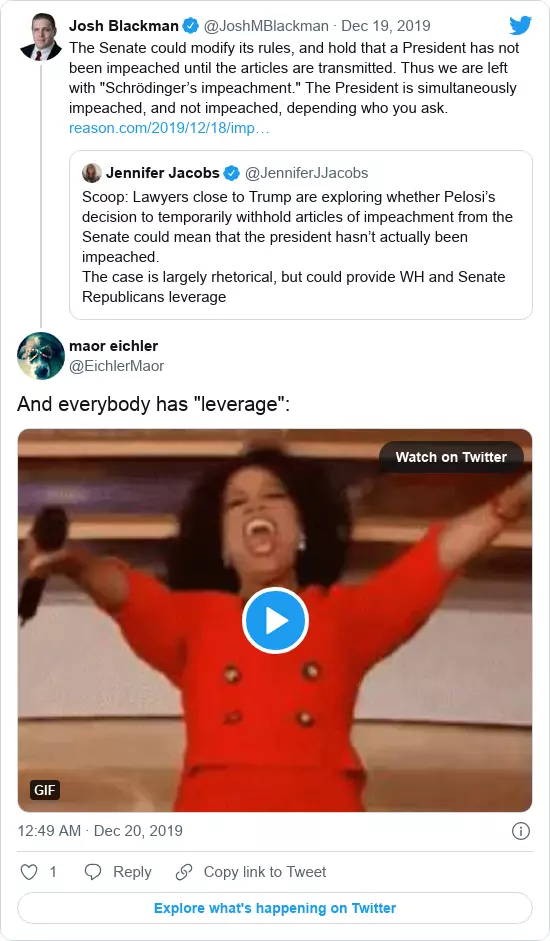 Josh Blackman @JoshMBlackman · Dec 19, 2019
The Senate could modify its rules, and hold that a President has not
been impeached until the articles are transmitted. Thus we are left
with "Schrödinger’s impeachment." The President is simultaneously
impeached, and not impeached, depending who you ask.
reason.com/2019/12/18/imp…
Jennifer Jacobs @JenniferJJacobs
Scoop: Lawyers close to Trump are exploring whether Pelosi’s
decision to temporarily withhold articles of impeachment from the
Senate could mean that the president hasn’t actually been
impeached.
The case is largely rhetorical, but could provide WH and Senate
Republicans leverage
maor eichler
@EichlerMaor
And everybody has "leverage":
Watch on Twitter
GIF
12:49 AM · Dec 20, 2019
1 Reply Copy link to Tweet
Explore what's happening on Twitter